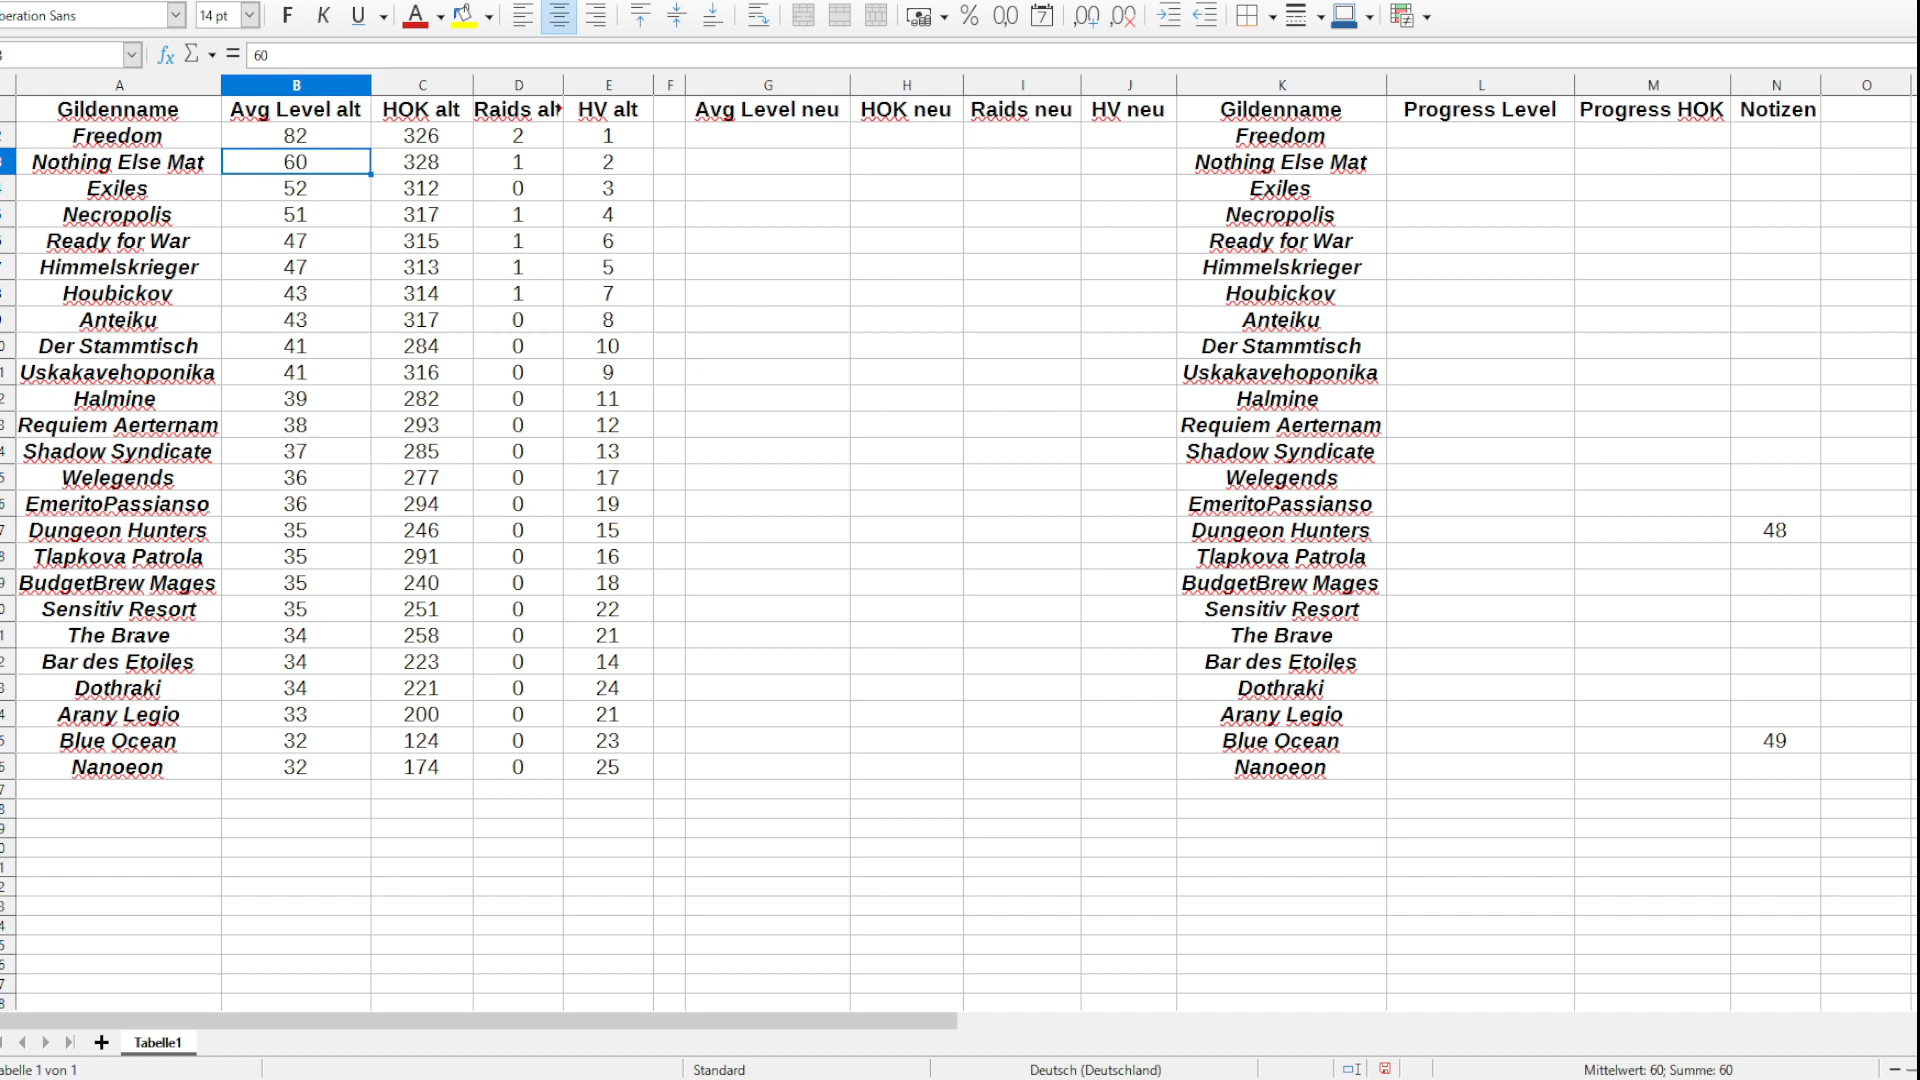 eration Sans 14 pt F K U A % 0,0 7
fx Σ = 60
A B C D E F G H I J K L M N O
Gildenname Avg Level alt HOK alt Raids alt HV alt Avg Level neu HOK neu Raids neu HV neu Gildenname Progress Level Progress HOK Notizen
Freedom 82 326 2 1 Freedom
Nothing Else Mat 60 328 1 2 Nothing Else Mat
Exiles 52 312 0 3 Exiles
Necropolis 51 317 1 4 Necropolis
Ready for War 47 315 1 6 Ready for War
Himmelskrieger 47 313 1 5 Himmelskrieger
Houbickov 43 314 1 7 Houbickov
Anteiku 43 317 0 8 Anteiku
Der Stammtisch 41 284 0 10 Der Stammtisch
Uskakavehoponika 41 316 0 9 Uskakavehoponika
Halmine 39 282 0 11 Halmine
Requiem Aerternam 38 293 0 12 Requiem Aerternam
Shadow Syndicate 37 285 0 13 Shadow Syndicate
Welegends 36 277 0 17 Welegends
EmeritoPassianso 36 294 0 19 EmeritoPassianso
Dungeon Hunters 35 246 0 15 Dungeon Hunters 48
Tlapkova Patrola 35 291 0 16 Tlapkova Patrola
BudgetBrew Mages 35 240 0 18 BudgetBrew Mages
Sensitiv Resort 35 251 0 22 Sensitiv Resort
The Brave 34 258 0 21 The Brave
Bar des Etoiles 34 223 0 14 Bar des Etoiles
Dothraki 34 221 0 24 Dothraki
Arany Legio 33 200 0 21 Arany Legio
Blue Ocean 32 124 0 23 Blue Ocean 49
Nanoeon 32 174 0 25 Nanoeon
Tabelle1
abelle 1 von 1 Standard Deutsch (Deutschland) Mittelwert: 60; Summe: 60